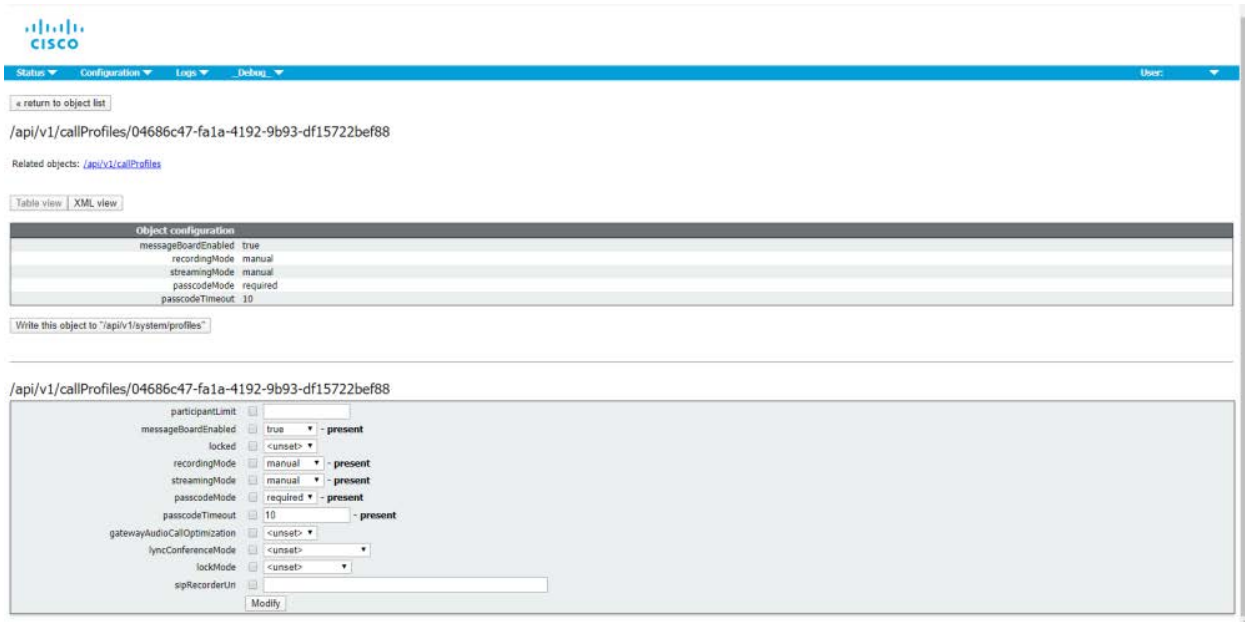 CISCO
Status Configuration Logs _Debug_ User:
« return to object list
/api/v1/callProfiles/04686c47-fa1a-4192-9b93-df15722bef88
Related objects: /api/v1/callProfiles
Table view XML view
Object configuration
messageBoardEnabled true
recordingMode manual
streamingMode manual
passcodeMode required
passcodeTimeout 10
Write this object to "/api/v1/system/profiles"
/api/v1/callProfiles/04686c47-fa1a-4192-9b93-df15722bef88
participantLimit
messageBoardEnabled true - present
locked <unset>
recordingMode manual - present
streamingMode manual - present
passcodeMode required - present
passcodeTimeout 10 - present
gatewayAudioCallOptimization <unset>
lyncConferenceMode <unset>
lockMode <unset>
sipRecorderUri
Modify